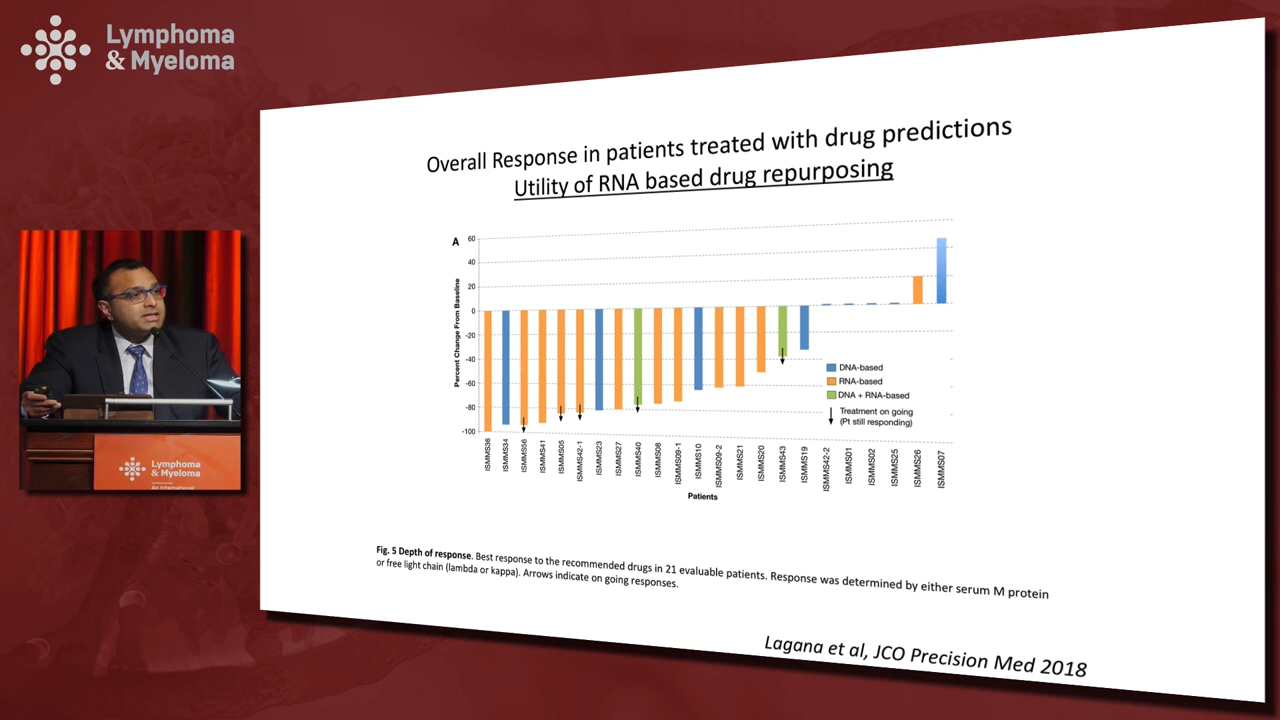 Lymphoma
& Myeloma
Overall Response in patients treated with drug predictions
Utility of RNA based drug repurposing
A
Percent Change From Baseline
60
40
20
0
-20
-40
-60
-80
-100
DNA-based
RNA-based
DNA + RNA-based
Treatment on going
(Pt still responding)
ISMMS36
ISMMS34
ISMMS56
ISMMS41
ISMMS05
ISMMS42-1
ISMMS23
ISMMS27
ISMMS40
ISMMS08
ISMMS09-1
ISMMS10
ISMMS09-2
ISMMS21
ISMMS20
ISMMS43
ISMMS19
ISMMS42-2
ISMMS01
ISMMS02
ISMMS25
ISMMS26
ISMMS07
Patients
Fig. 5 Depth of response. Best response to the recommended drugs in 21 evaluable patients. Response was determined by either serum M protein
or free light chain (lambda or kappa). Arrows indicate on going responses.
Lagana et al, JCO Precision Med 2018
Lymphoma
& Myeloma
An International